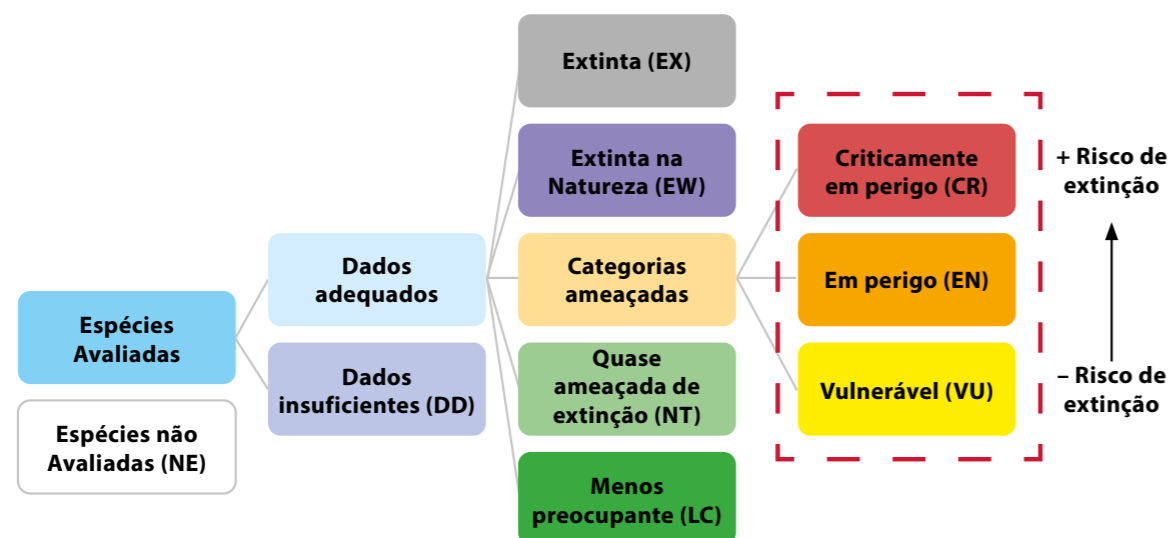 Espécies
Avaliadas
Espécies não
Avaliadas (NE)
Dados
adequados
Dados
insuficientes (DD)
Extinta (EX)
Extinta na
Natureza (EW)
Categorias
ameaçadas
Quase
ameaçada de
extinção (NT)
Menos
preocupante (LC)
Criticamente
em perigo (CR)
Em perigo (EN)
Vulnerável (VU)
+ Risco de
extinção
– Risco de
extinção